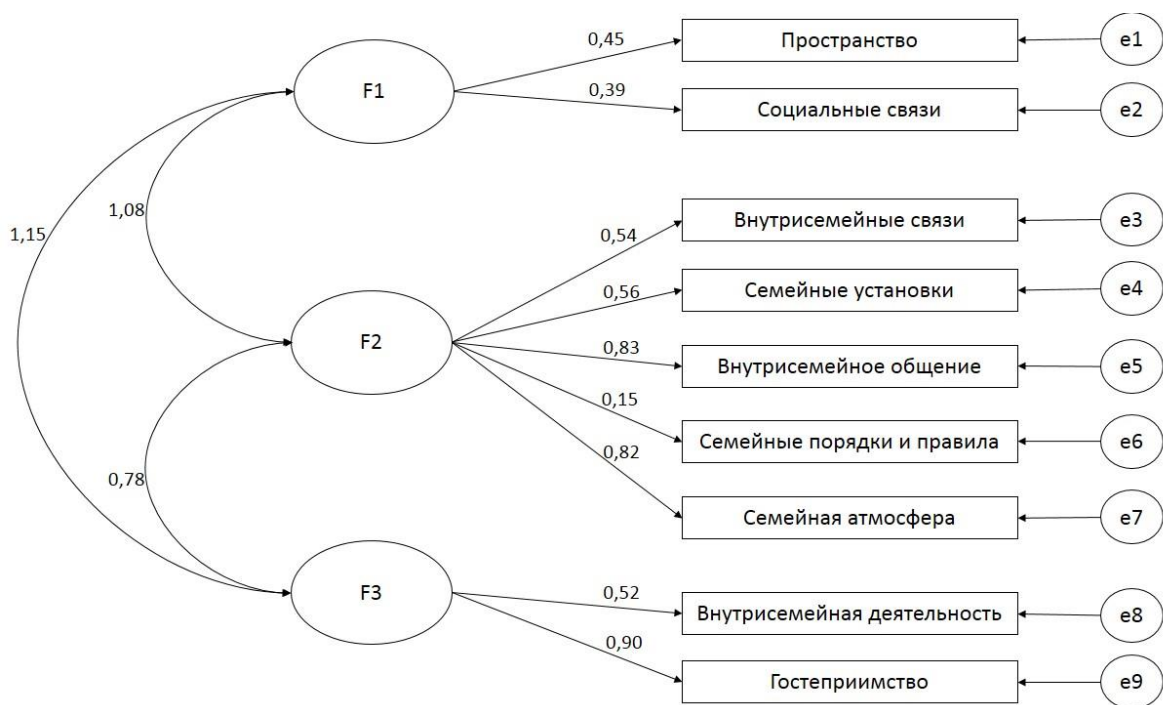 0,45
Пространство
e1
F1
0,39
Социальные связи
e2
1,08
1,15
Внутрисемейные связи
e3
0,54
0,56
Семейные установки
e4
F2
0,83
Внутрисемейное общение
e5
0,15
Семейные порядки и правила
e6
0,82
0,78
Семейная атмосфера
e7
F3
0,52
Внутрисемейная деятельность
e8
0,90
Гостеприимство
e9